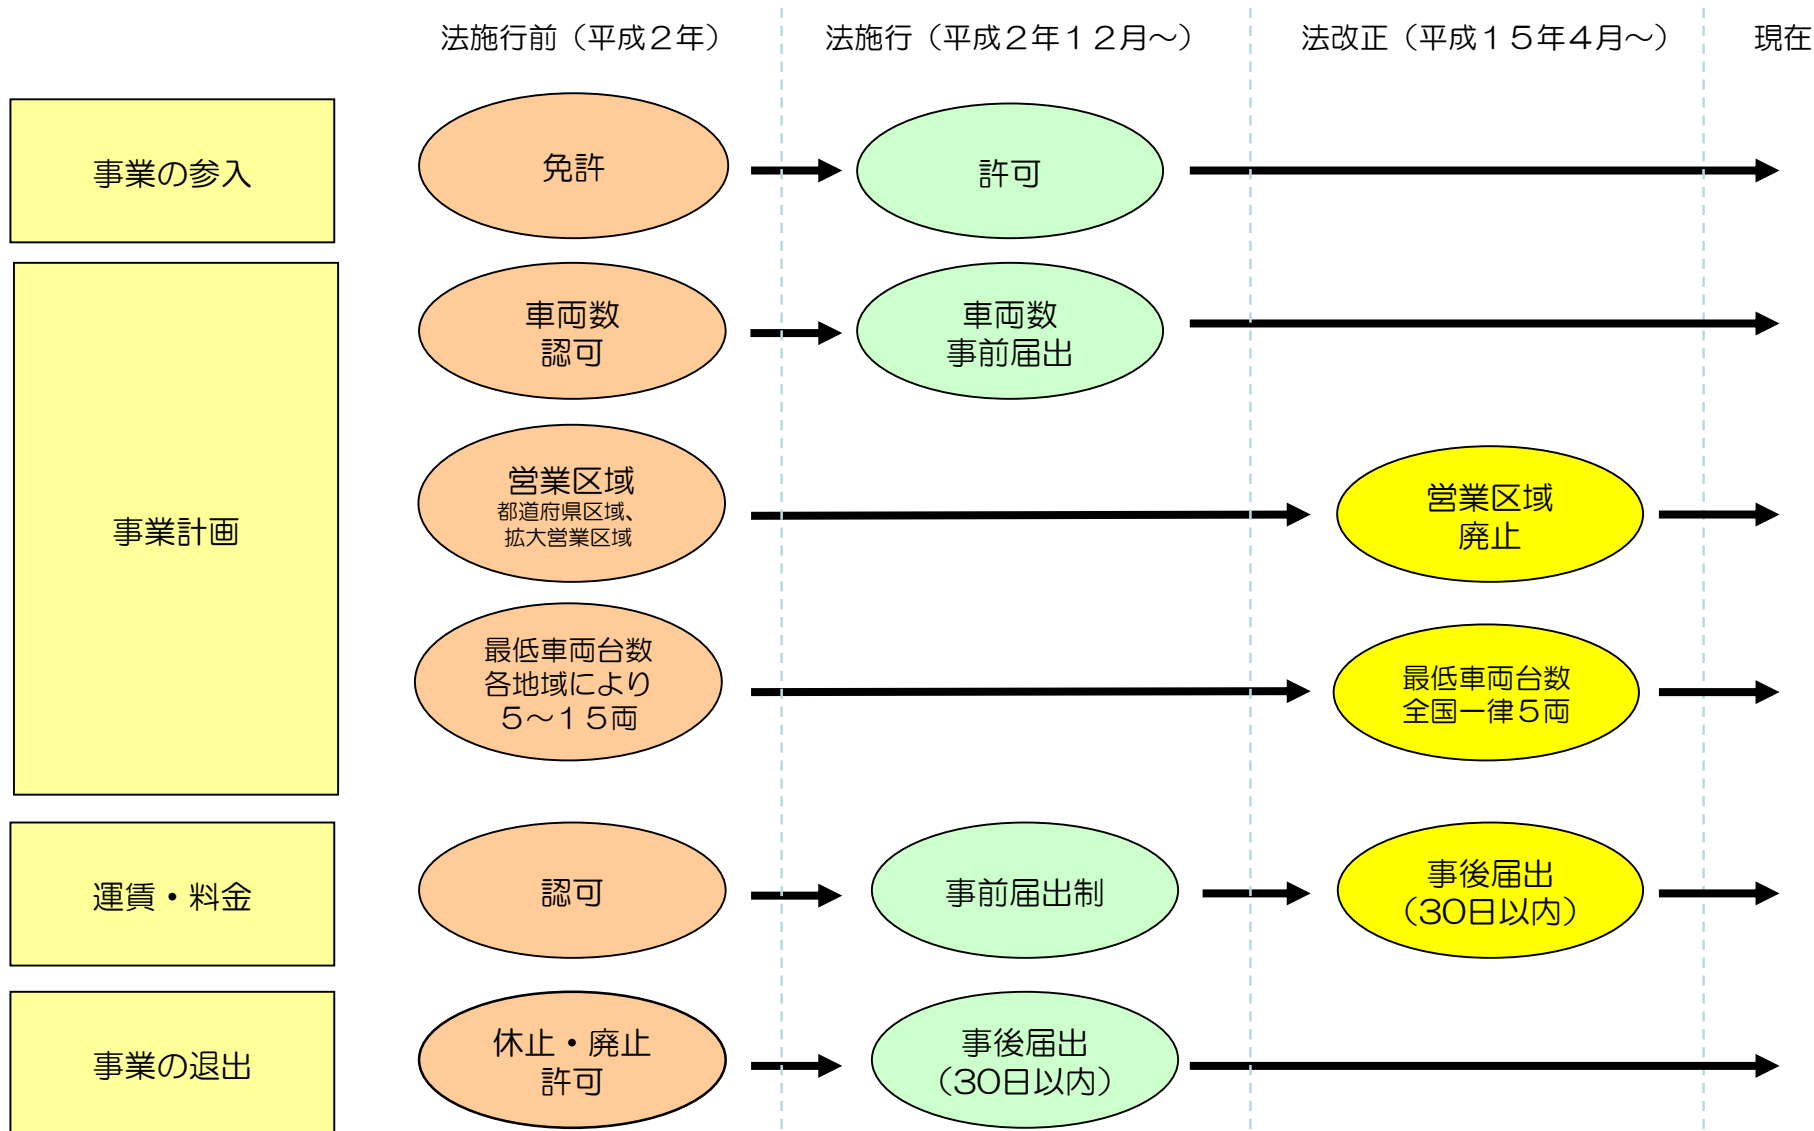 法施行前（平成２年）
法施行（平成２年１２月～）
法改正（平成１５年４月～）
現在
事業の参入
免許
許可
事業計画
車両数
認可
車両数
事前届出
営業区域
都道府県区域、
拡大営業区域
営業区域
廃止
最低車両台数
各地域により
５～１５両
最低車両台数
全国一律５両
運賃・料金
認可
事前届出制
事後届出
（30日以内）
事業の退出
休止・廃止
許可
事後届出
（30日以内）